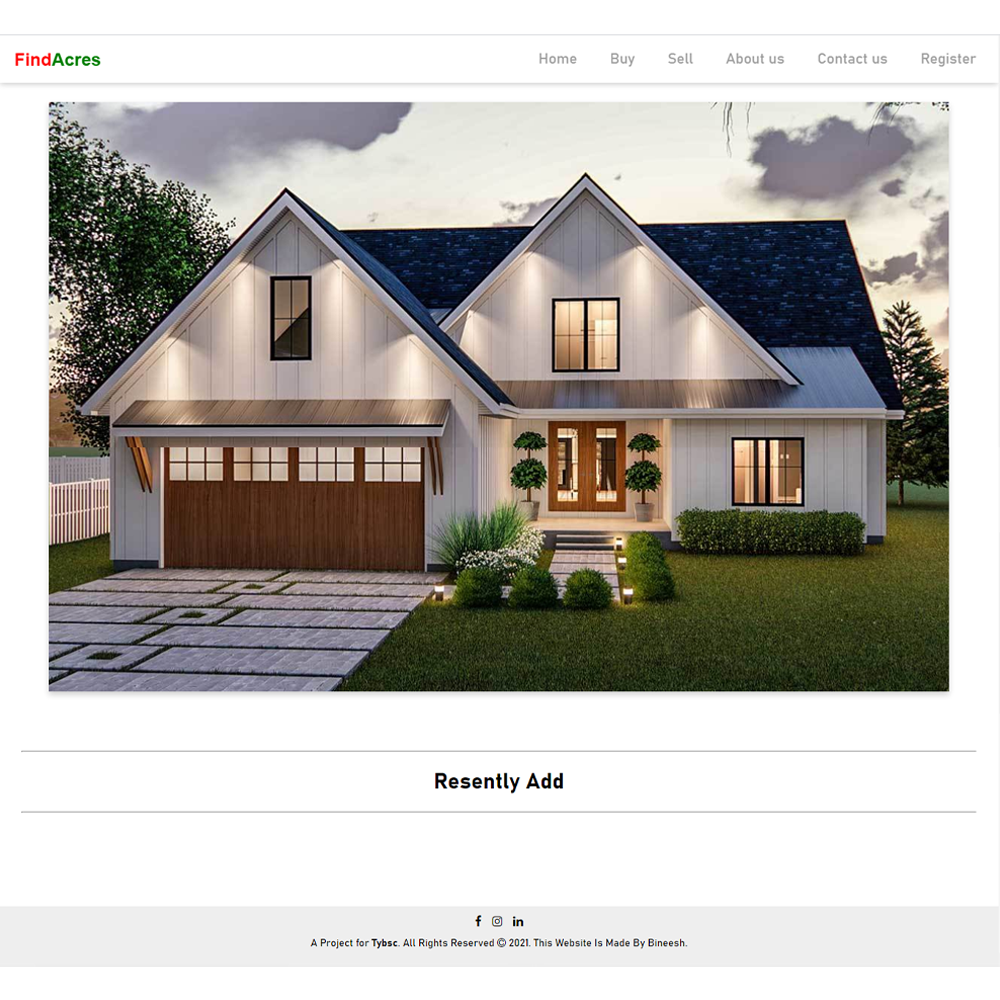 FindAcres Home Buy Sell About us Contact us Register
Resently Add
A Project for Tybsc. All Rights Reserved © 2021. This Website Is Made By Bineesh.